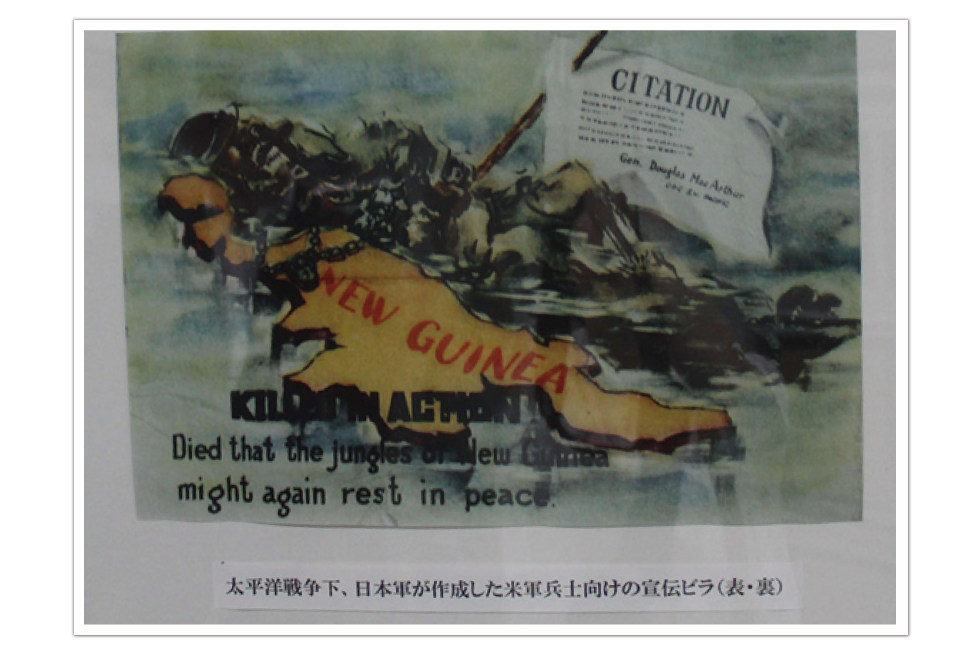 CITATION
Gen. Douglas MacArthur
NEW GUINEA
KILLED IN ACTION
Died that the jungles of New Guinea
might again rest in peace.
太平洋戦争下、日本軍が作成した米軍兵士向けの宣伝ビラ（表・裏）